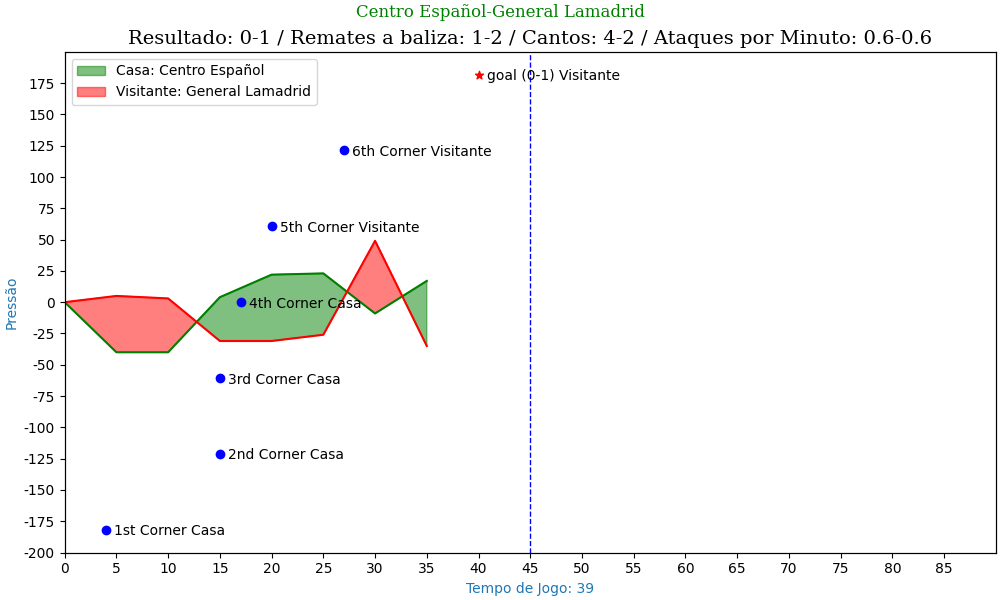 Centro Español-General Lamadrid
Resultado: 0-1 / Remates a baliza: 1-2 / Cantos: 4-2 / Ataques por Minuto: 0.6-0.6
Casa: Centro Español
Visitante: General Lamadrid
goal (0-1) Visitante
6th Corner Visitante
5th Corner Visitante
4th Corner Casa
3rd Corner Casa
2nd Corner Casa
1st Corner Casa
Pressão
175
150
125
100
75
50
25
0
-25
-50
-75
-100
-125
-150
-175
-200
0 5 10 15 20 25 30 35 40 45 50 55 60 65 70 75 80 85
Tempo de Jogo: 39